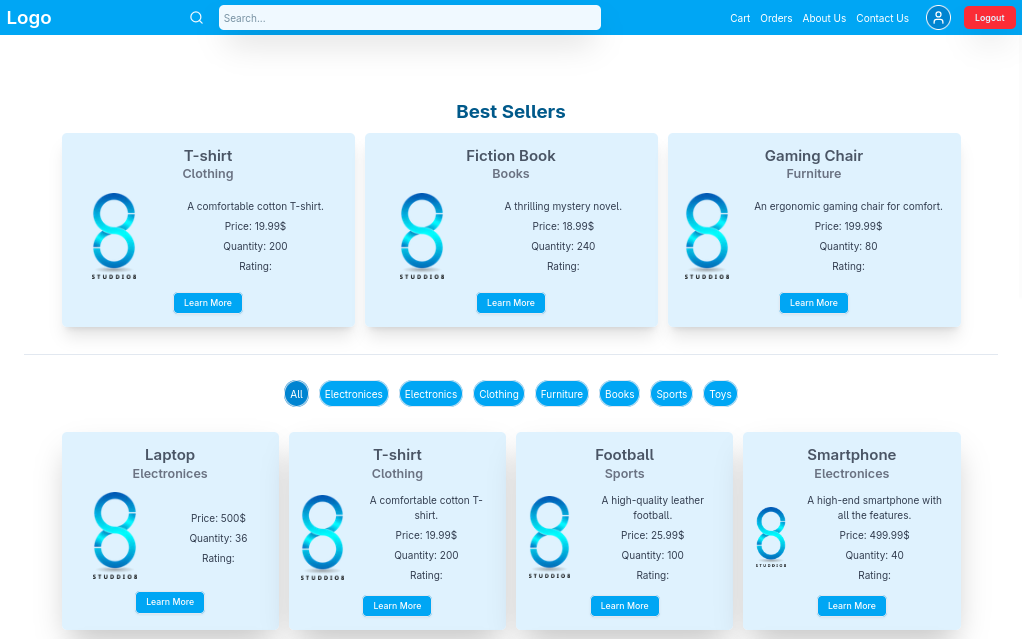 Logo
Search...
Cart Orders About Us Contact Us Logout
Best Sellers
T-shirt
Clothing
STUDDIO8
A comfortable cotton T-shirt.
Price: 19.99$
Quantity: 200
Rating:
Learn More
Fiction Book
Books
STUDDIO8
A thrilling mystery novel.
Price: 18.99$
Quantity: 240
Rating:
Learn More
Gaming Chair
Furniture
STUDDIO8
An ergonomic gaming chair for comfort.
Price: 199.99$
Quantity: 80
Rating:
Learn More
All Electronices Electronics Clothing Furniture Books Sports Toys
Laptop
Electronices
STUDDIO8
Price: 500$
Quantity: 36
Rating:
Learn More
T-shirt
Clothing
STUDDIO8
A comfortable cotton T-
shirt.
Price: 19.99$
Quantity: 200
Rating:
Learn More
Football
Sports
STUDDIO8
A high-quality leather
football.
Price: 25.99$
Quantity: 100
Rating:
Learn More
Smartphone
Electronices
STUDDIO8
A high-end smartphone with
all the features.
Price: 499.99$
Quantity: 40
Rating:
Learn More